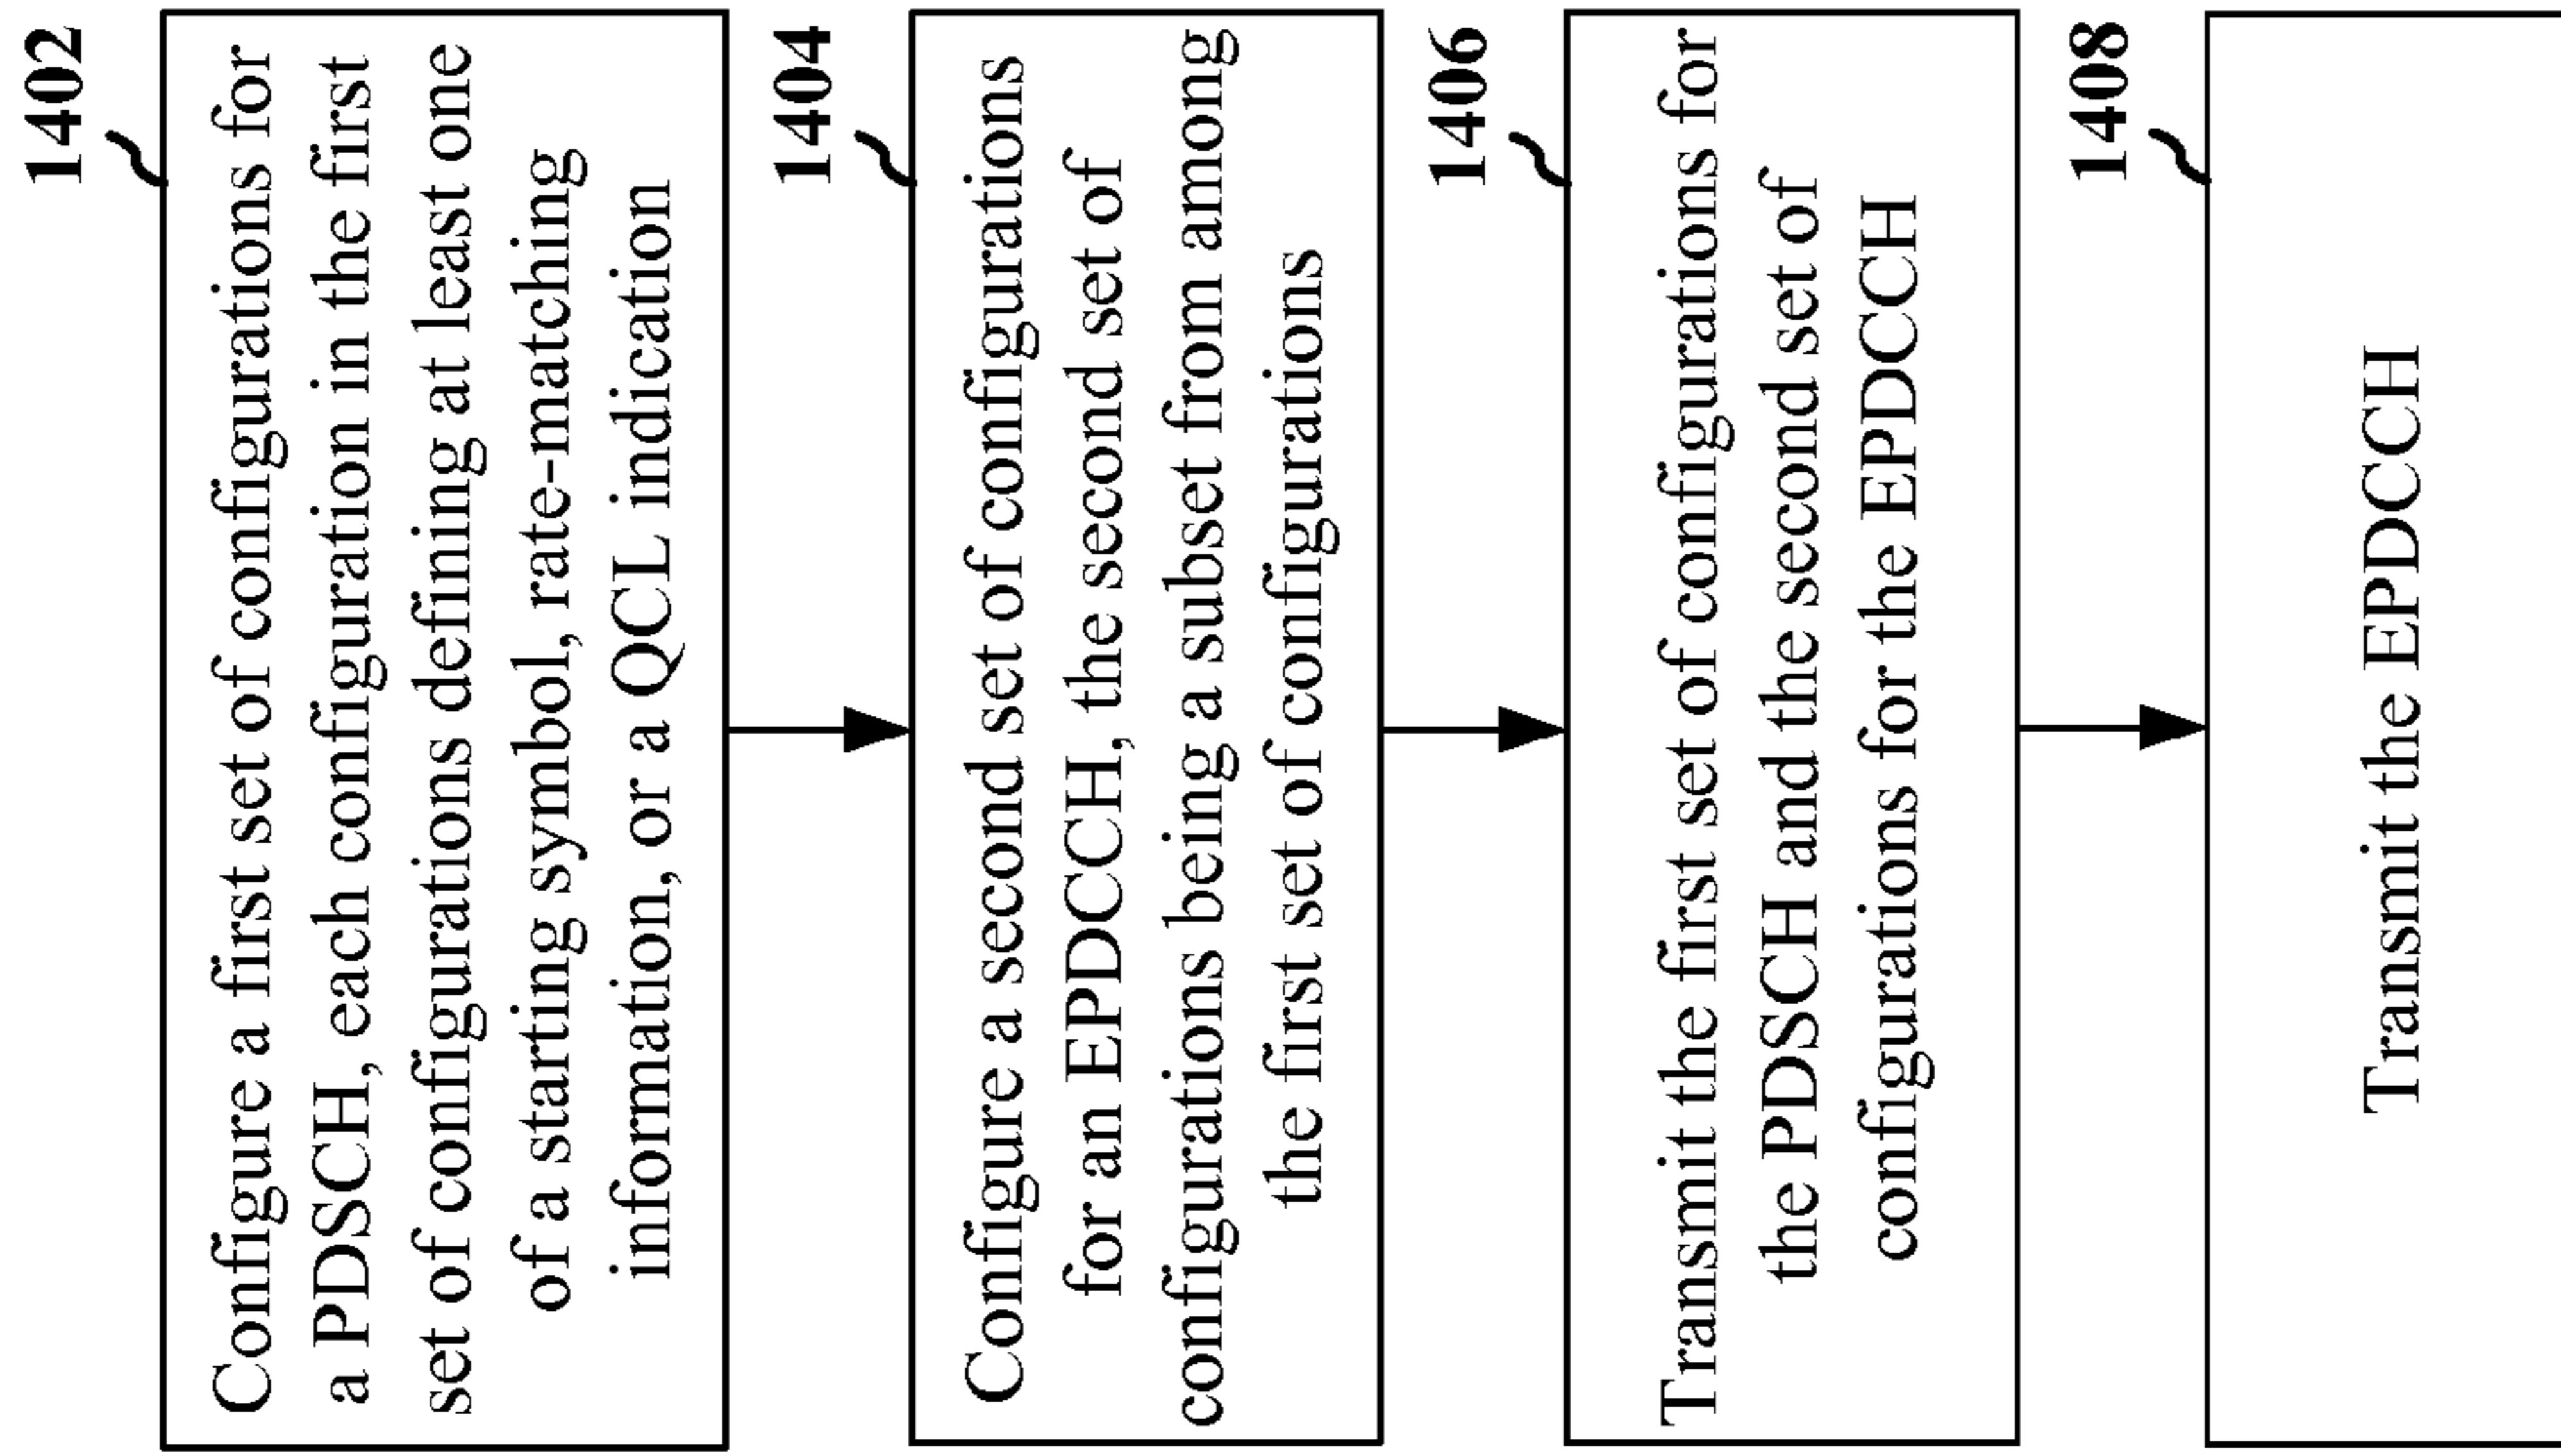 1402
Configure a first set of configurations for
a PDSCH, each configuration in the first
set of configurations defining at least one
of a starting symbol, rate-matching
information, or a QCL indication
1404
Configure a second set of configurations
for an EPDCCH, the second set of
configurations being a subset from among
the first set of configurations
1406
Transmit the first set of configurations for
the PDSCH and the second set of
configurations for the EPDCCH
1408
Transmit the EPDCCH